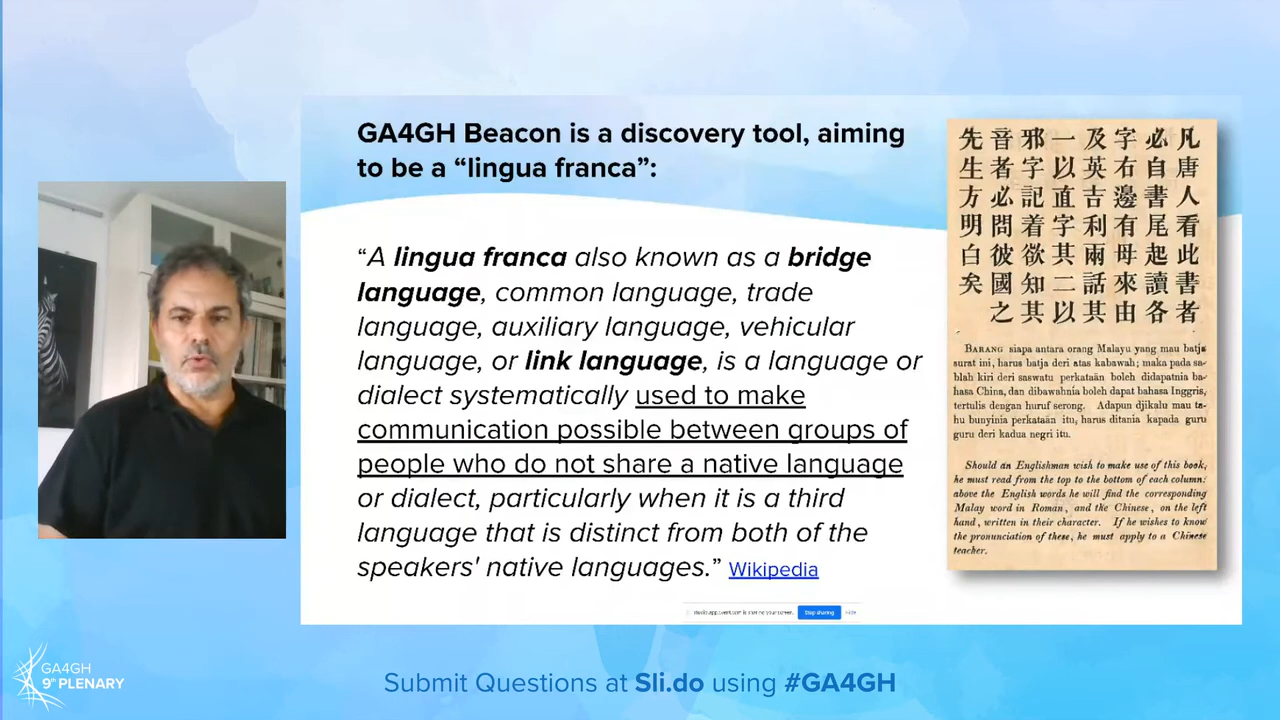 GA4GH Beacon is a discovery tool, aiming
to be a “lingua franca”:
“A lingua franca also known as a bridge
language, common language, trade
language, auxiliary language, vehicular
language, or link language, is a language or
dialect systematically used to make
communication possible between groups of
people who do not share a native language
or dialect, particularly when it is a third
language that is distinct from both of the
speakers' native languages.” Wikipedia
凡唐人看此書者
必自書尾起讀各
字右邊有母來由
及英吉利兩話其
一以直字其二以
邪字記着欲知其
音者必問彼國之
先生方明白矣
Barang siapa antara orang Malayu yang mau batja
surat ini, harus batja deri atas kabawah; maka pada sa-
blah kiri deri saswatu perkataän boleh didapatnia ba-
hasa China, dan dibawahnia boleh dapat bahasa Inggris,
tertulis dengan huruf serong. Adapun djikalu mau ta-
hu bunyinia perkataän itu, harus ditania kapada guru
guru deri kadua negri itu.
Should an Englishman wish to make use of this book,
he must read from the top to the bottom of each column:
above the English words he will find the corresponding
Malay word in Roman, and the Chinese, on the left
hand, written in their character. If he wishes to know
the pronunciation of these, he must apply to a Chinese
teacher.
is sharing your screen. Stop sharing Hide
GA4GH
9th PLENARY
Submit Questions at Sli.do using #GA4GH